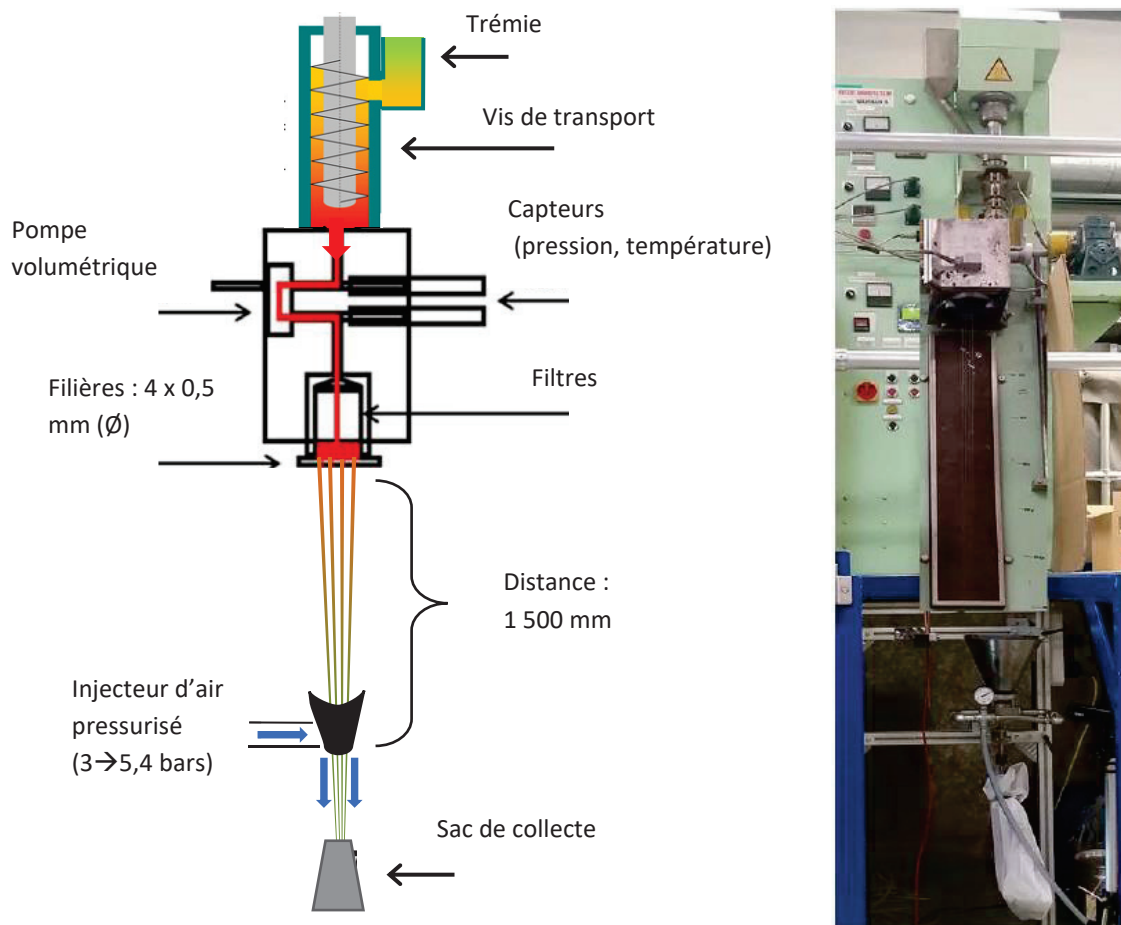 Trémie
Vis de transport
Capteurs
(pression, température)
Pompe
volumétrique
Filtres
Filières : 4 x 0,5
mm (Ø)
Distance :
1 500 mm
Injecteur d’air
pressurisé
(3→5,4 bars)
Sac de collecte